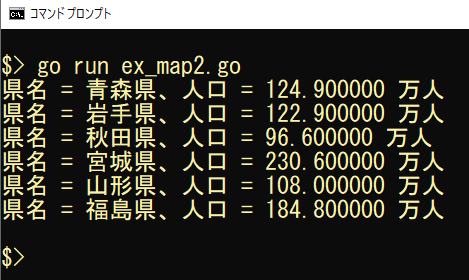 コマンドプロンプト
$> go run ex_map2.go
県名 = 青森県、人口 = 124.900000 万人
県名 = 岩手県、人口 = 122.900000 万人
県名 = 秋田県、人口 = 96.600000 万人
県名 = 宮城県、人口 = 230.600000 万人
県名 = 山形県、人口 = 108.000000 万人
県名 = 福島県、人口 = 184.800000 万人
$>